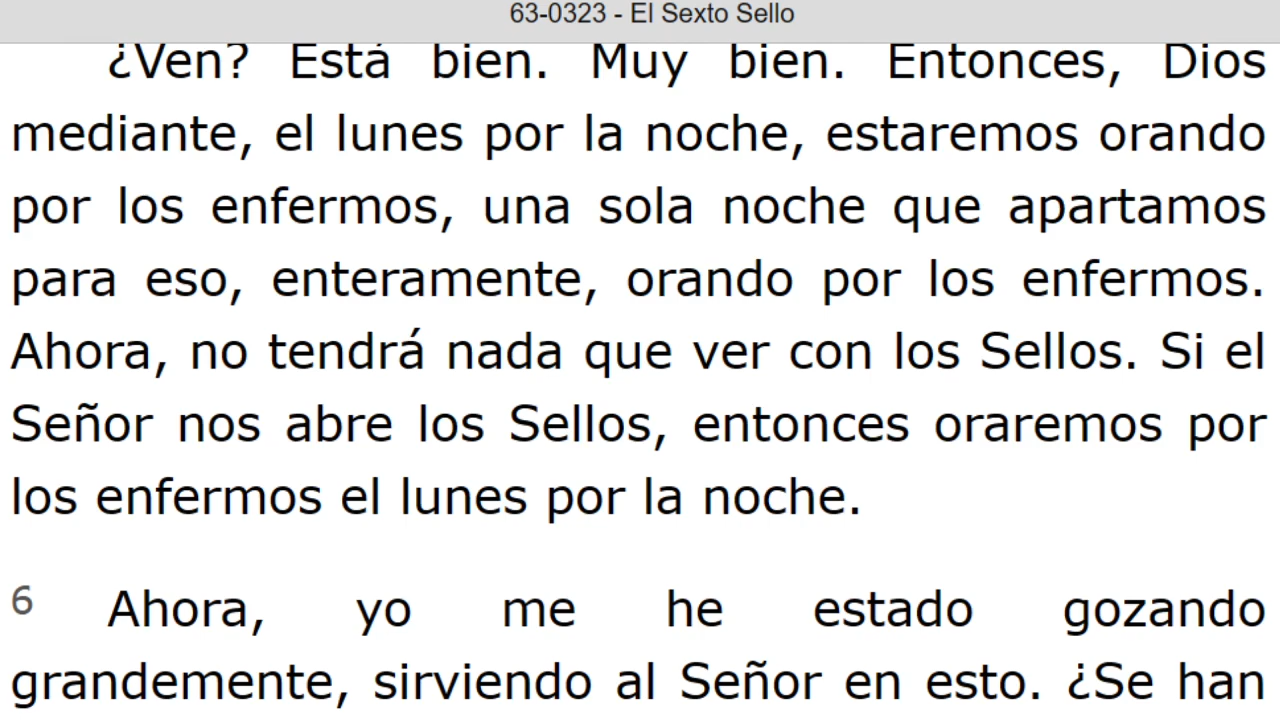 63-0323 - El Sexto Sello
¿Ven? Está bien. Muy bien. Entonces, Dios
mediante, el lunes por la noche, estaremos orando
por los enfermos, una sola noche que apartamos
para eso, enteramente, orando por los enfermos.
Ahora, no tendrá nada que ver con los Sellos. Si el
Señor nos abre los Sellos, entonces oraremos por
los enfermos el lunes por la noche.
6 Ahora, yo me he estado gozando
grandemente, sirviendo al Señor en esto. ¿Se han